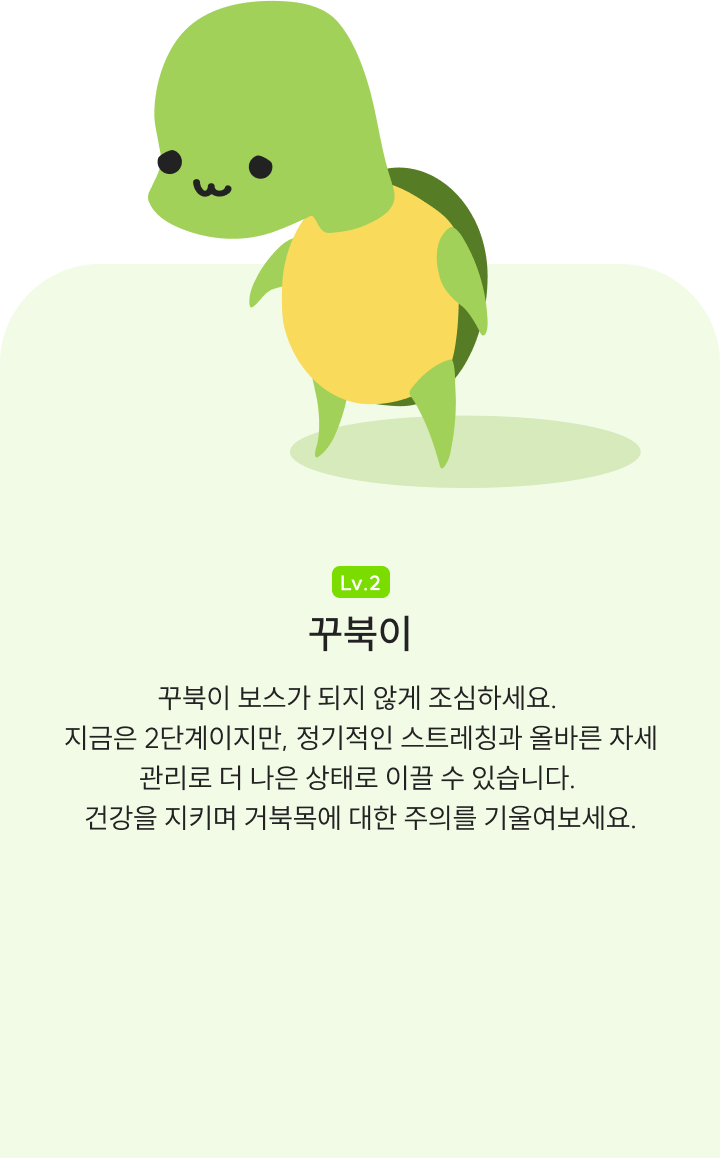 Lv.2
꾸북이
꾸북이 보스가 되지 않게 조심하세요.
지금은 2단계이지만, 정기적인 스트레칭과 올바른 자세
관리로 더 나은 상태로 이끌 수 있습니다.
건강을 지키며 거북목에 대한 주의를 기울여보세요.